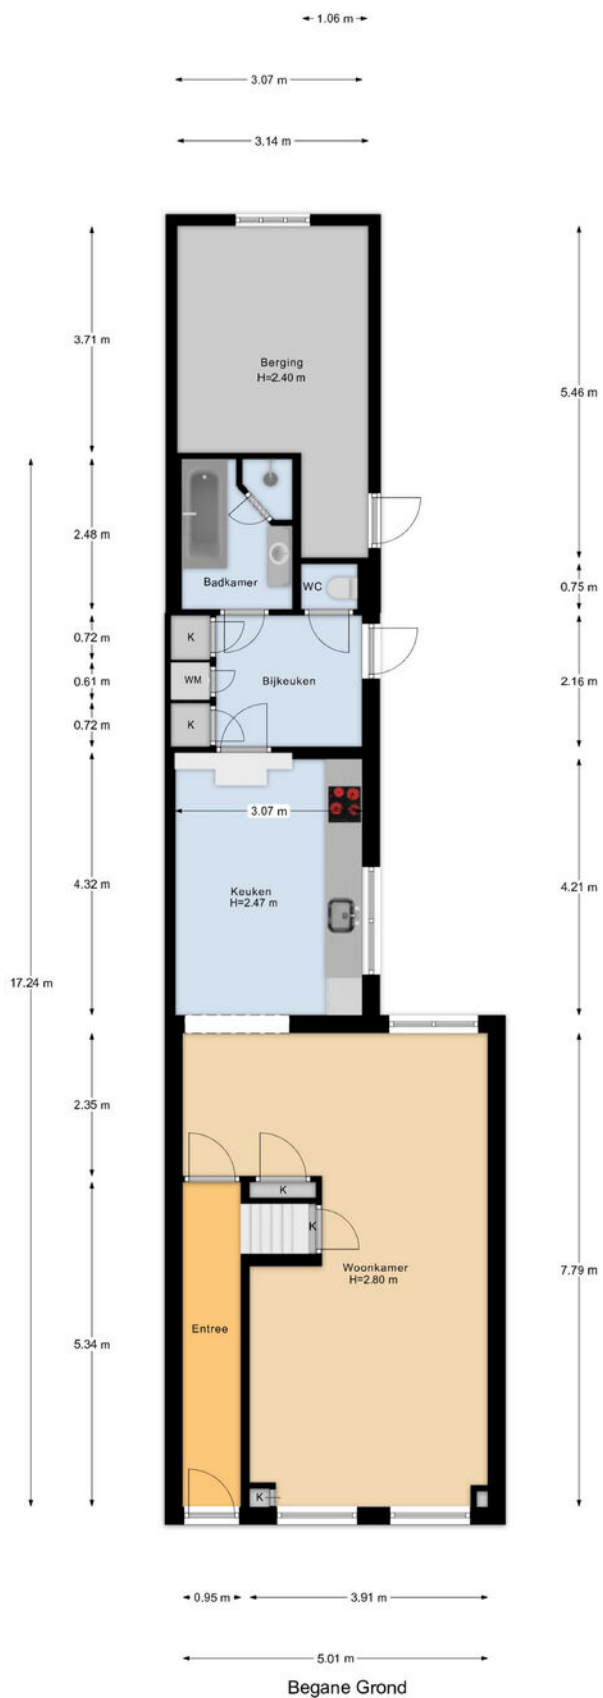 1.06 m
3.07 m
3.14 m
3.71 m
Berging
H=2.40 m
5.46 m
2.48 m
Badkamer
WC
0.75 m
0.72 m
K
0.61 m
WM
Bijkeuken
2.16 m
0.72 m
K
3.07 m
4.32 m
Keuken
H=2.47 m
4.21 m
17.24 m
2.35 m
K
K
Woonkamer
H=2.80 m
7.79 m
Entree
5.34 m
K
0.95 m
3.91 m
5.01 m
Begane Grond